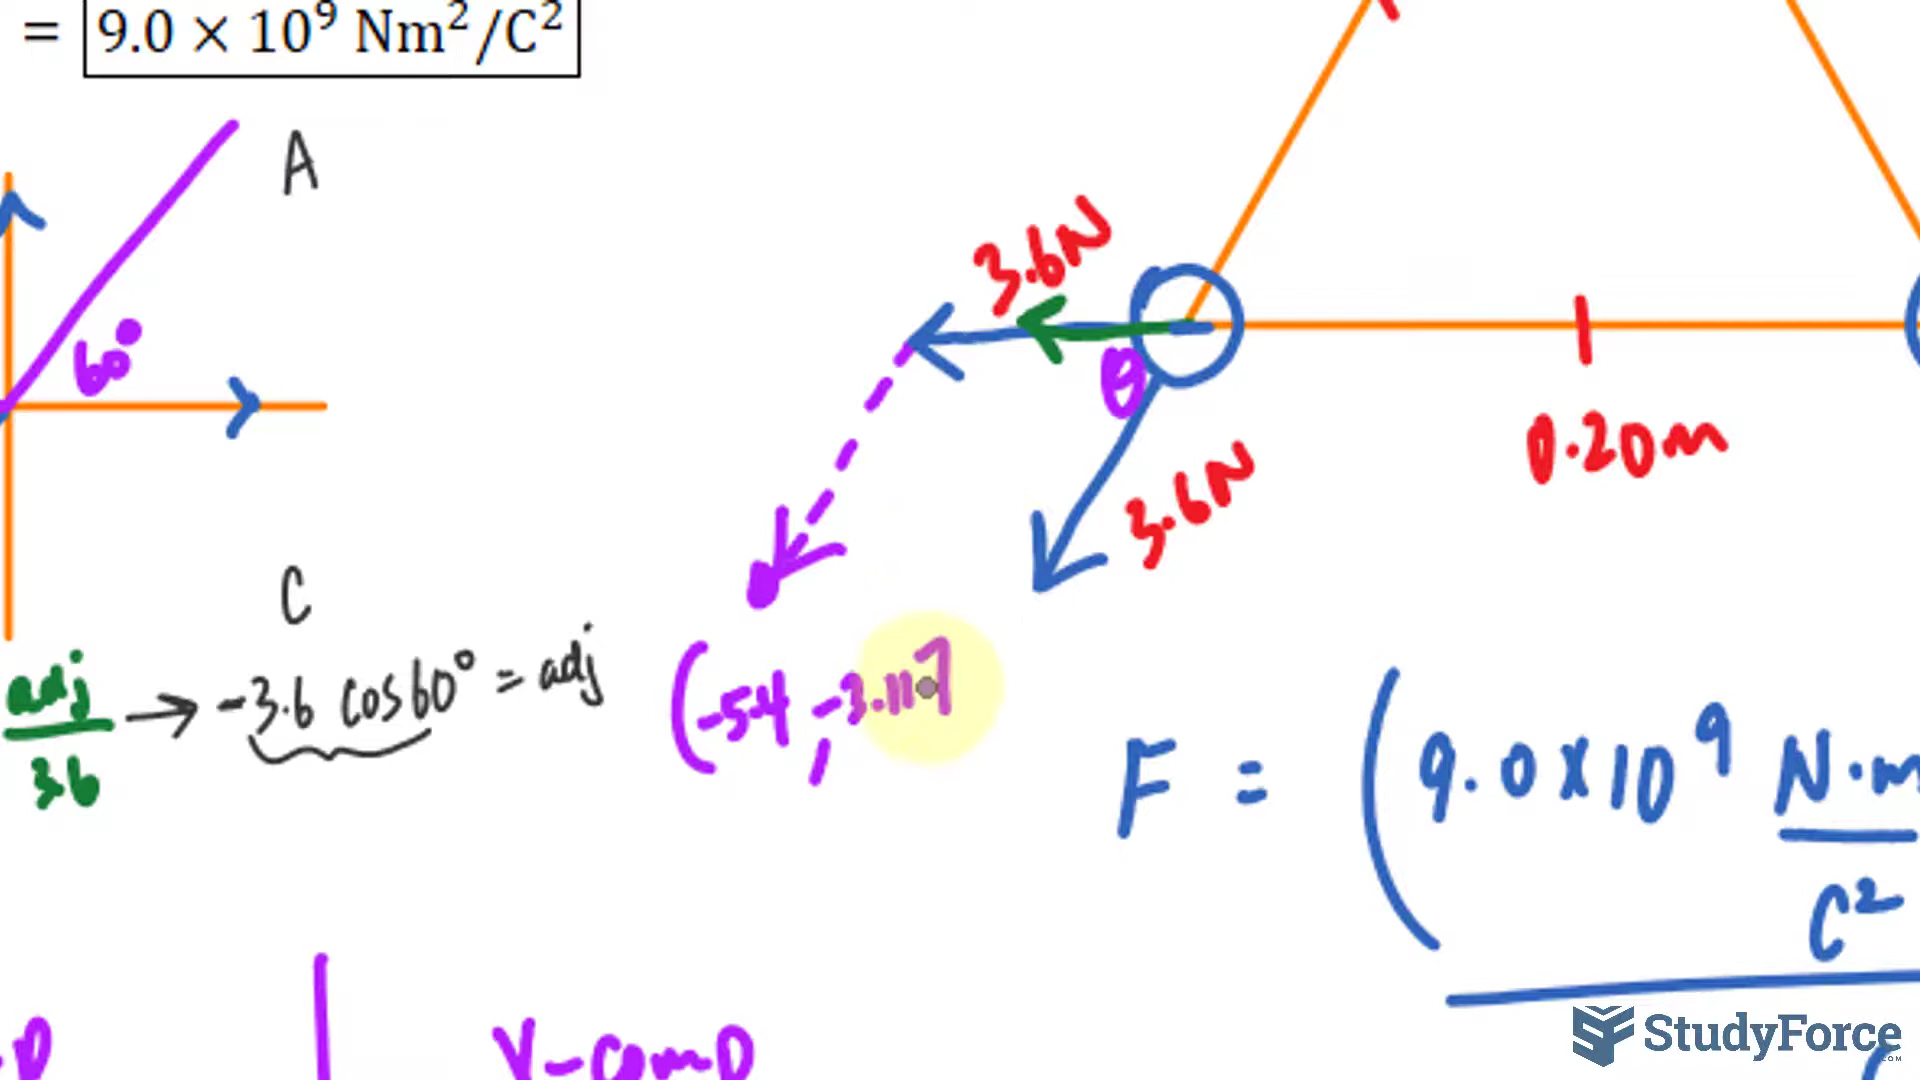 = 9.0 × 10⁹ Nm²/C²
A
60°
3.6N
θ
0.20m
3.6N
C
adj/3.6 → -3.6 cos60° = adj
(-5.4, -3.117
F = (9.0×10⁹ N·m
C²
y-comp
StudyForce
.COM